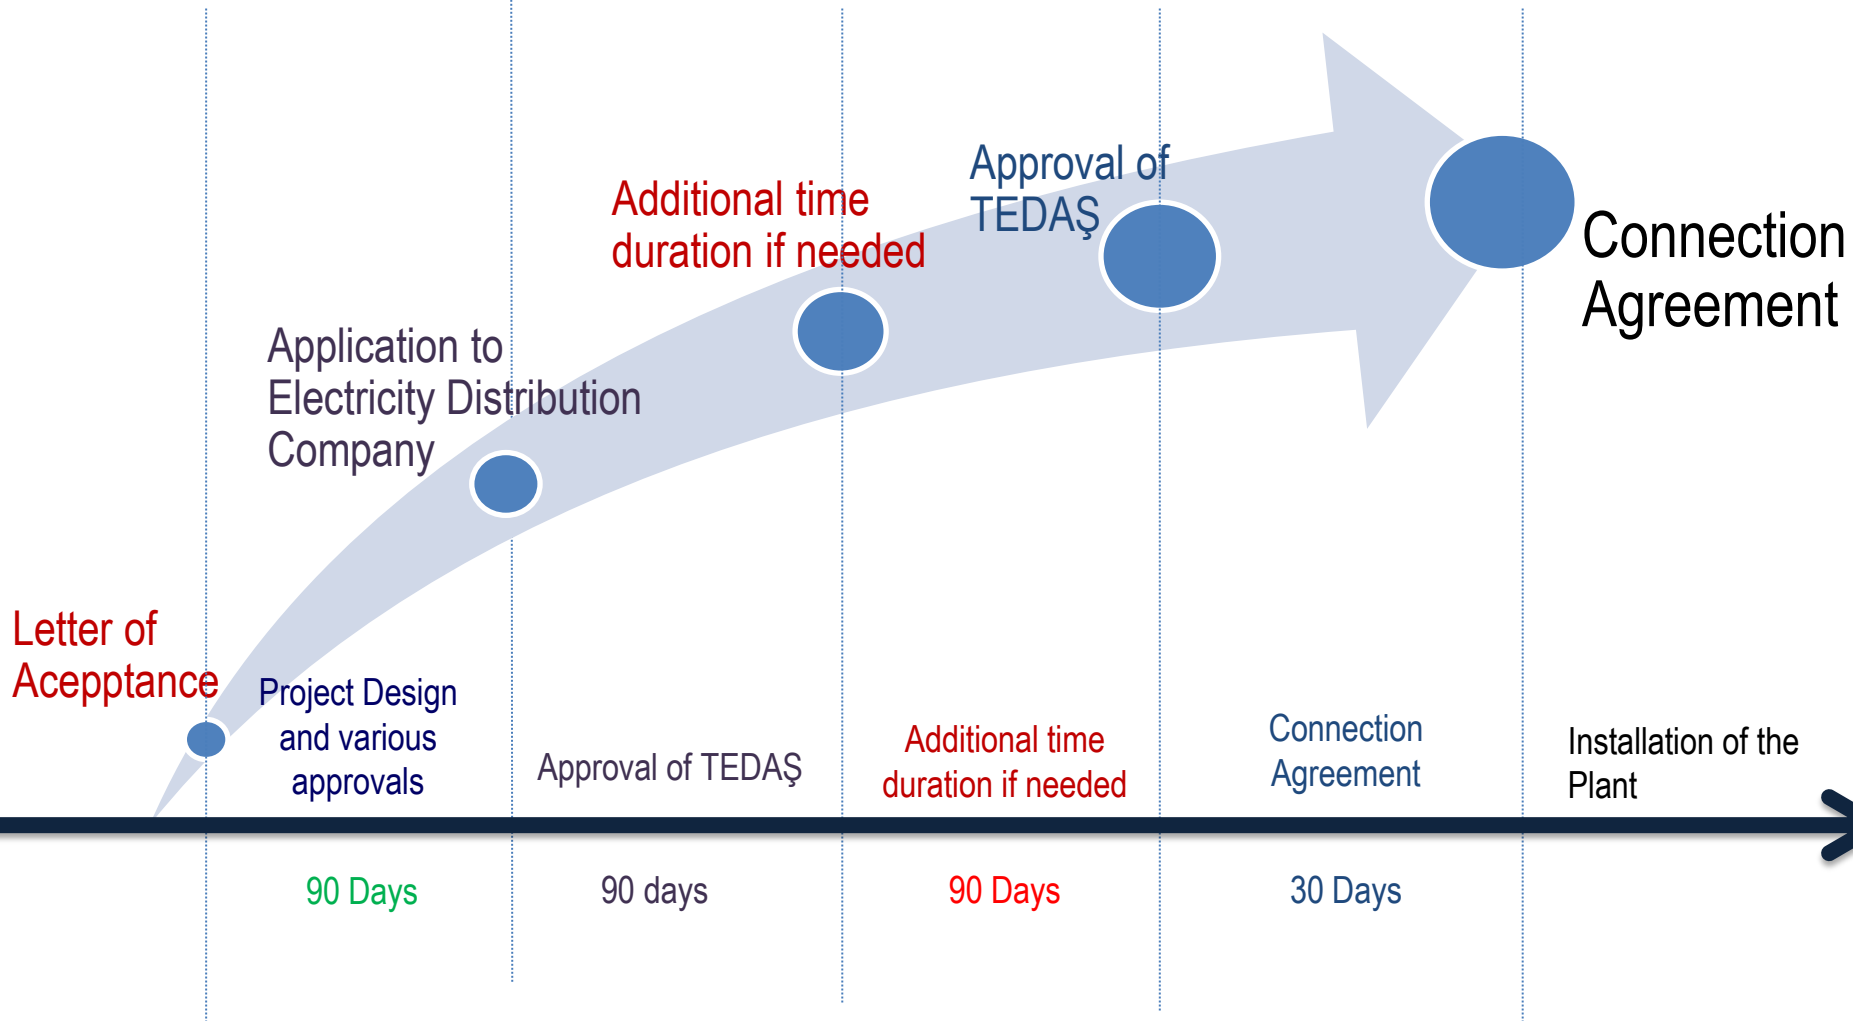 Approval of
TEDAŞ
Additional time
duration if needed
Connection
Agreement
Application to
Electricity Distribution
Company
Letter of
Acepptance
Project Design
and various
approvals
Approval of TEDAŞ
Additional time
duration if needed
Connection
Agreement
Installation of the
Plant
90 Days
90 days
90 Days
30 Days